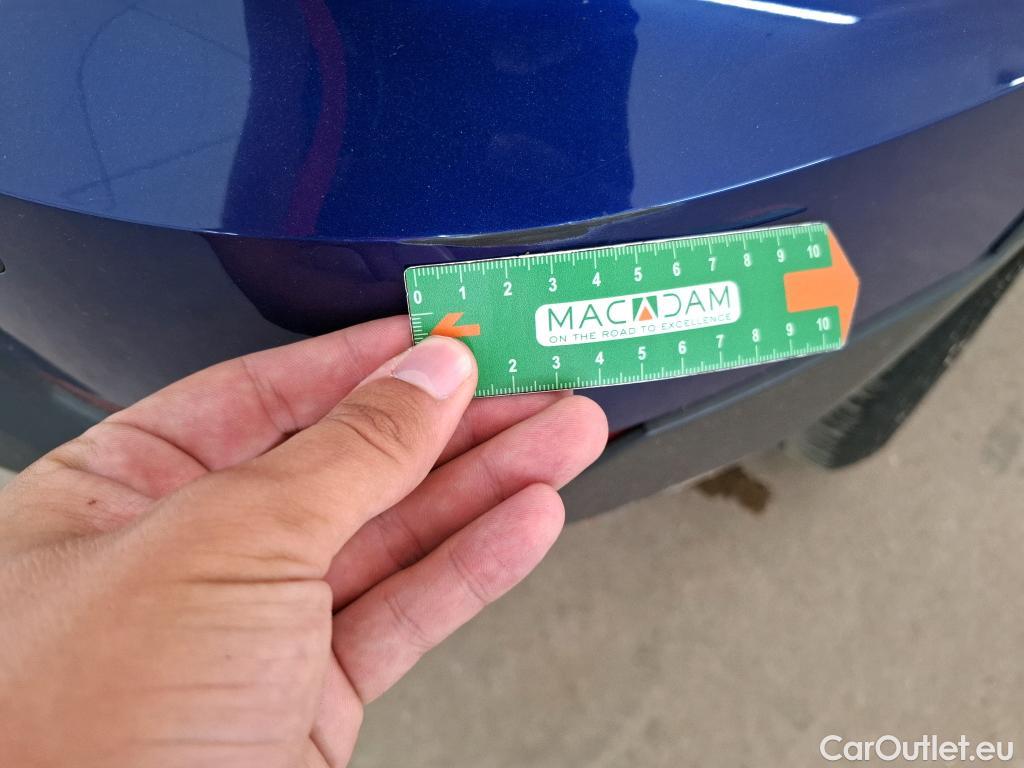 0 1 2 3 4 5 6 7 8 9 10
MACADAM
ON THE ROAD TO EXCELLENCE
2 3 4 5 6 7 8 9 10
CarOutlet.eu